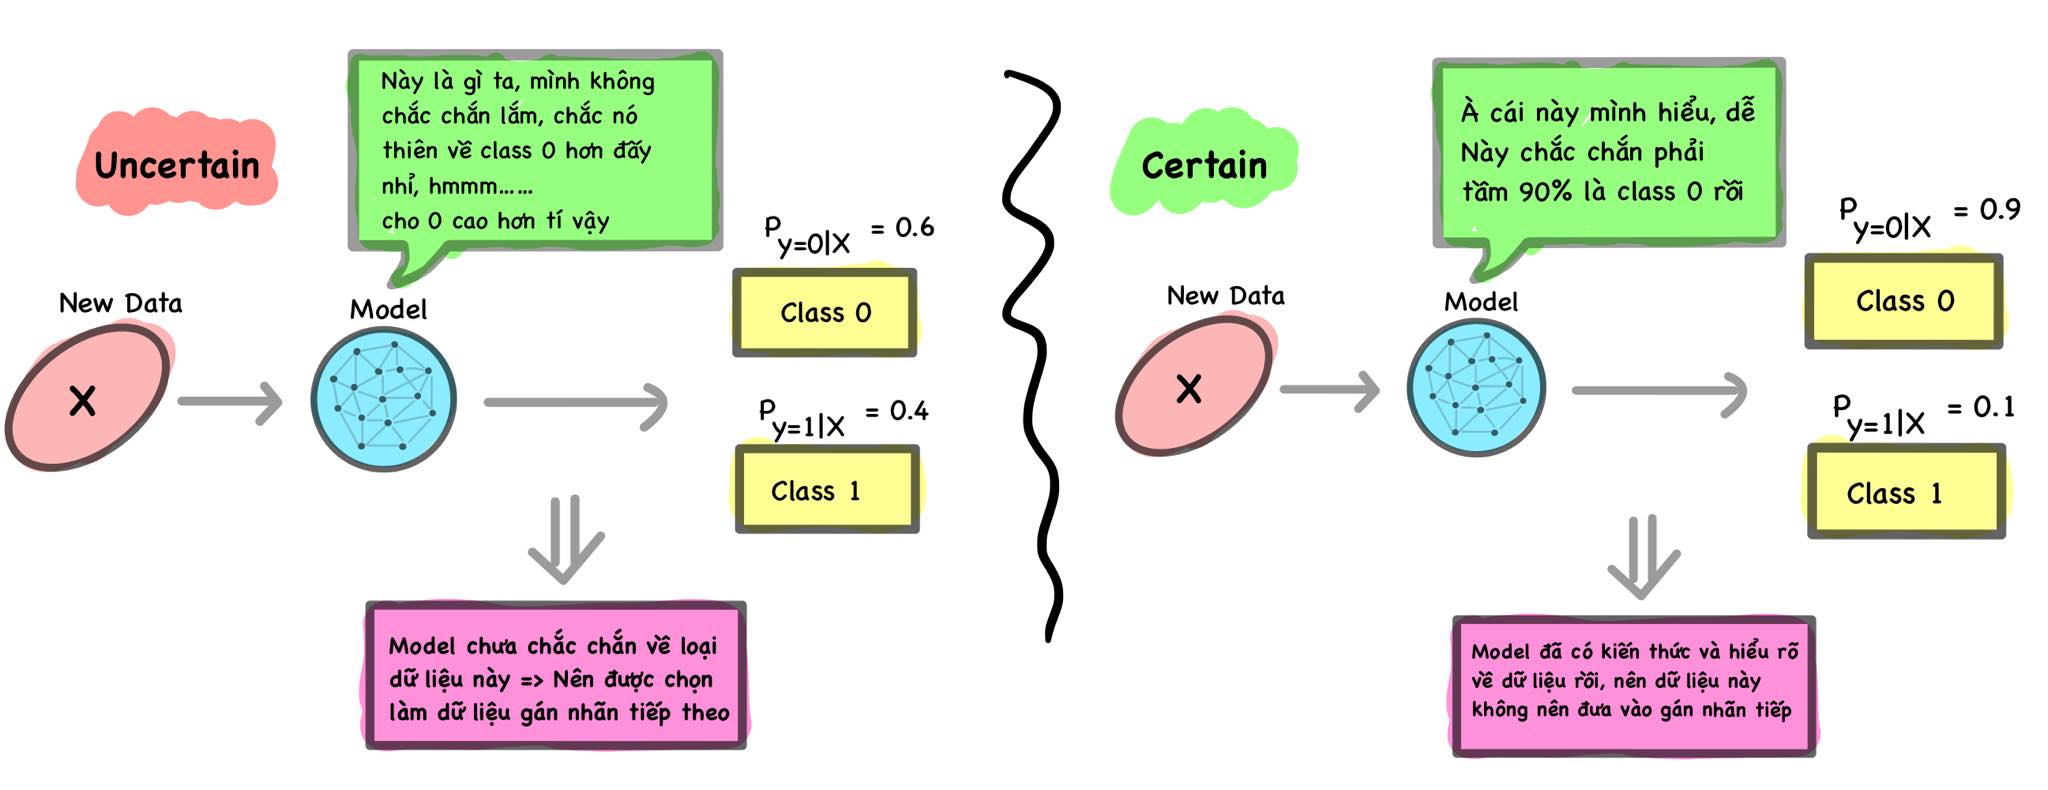 Uncertain
Này là gì ta, mình không
chắc chắn lắm, chắc nó
thiên về class 0 hơn đấy
nhỉ, hmmm......
cho 0 cao hơn tí vậy
New Data
X
Model
P y=0|X = 0.6
Class 0
P y=1|X = 0.4
Class 1
Model chưa chắc chắn về loại
dữ liệu này => Nên được chọn
làm dữ liệu gán nhãn tiếp theo
Certain
À cái này mình hiểu, dễ
Này chắc chắn phải
tầm 90% là class 0 rồi
New Data
X
Model
P y=0|X = 0.9
Class 0
P y=1|X = 0.1
Class 1
Model đã có kiến thức và hiểu rõ
về dữ liệu rồi, nên dữ liệu này
không nên đưa vào gán nhãn tiếp